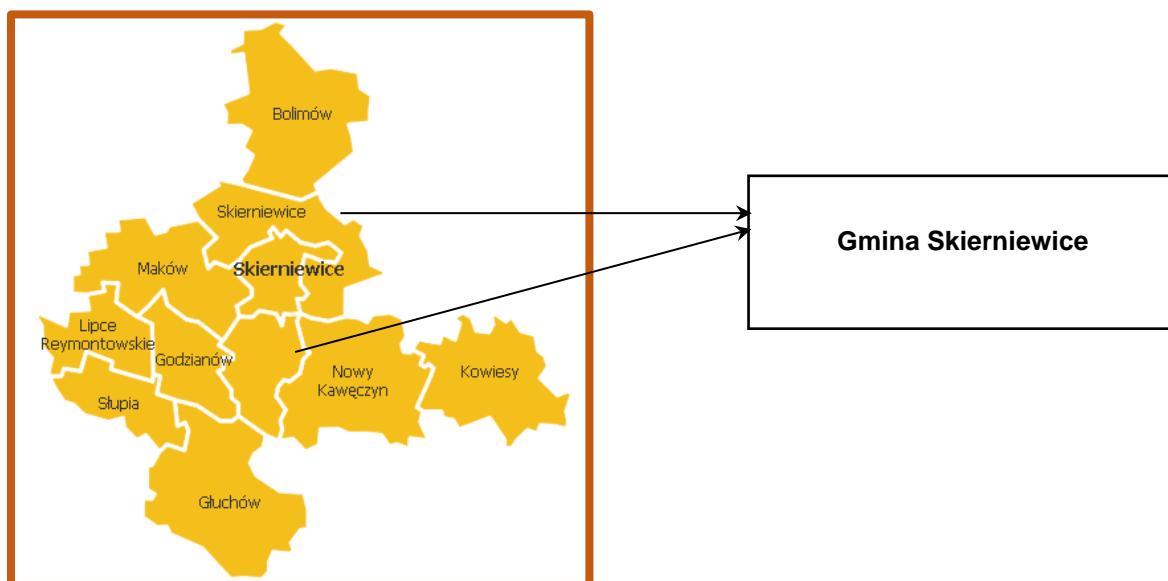 Bolimów
Skierniewice
Gmina Skierniewice
Skierniewice
Maków
Lipce
Reymontowskie
Godzianów
Nowy
Kawęczyn
Kowiesy
Słupia
Głuchów